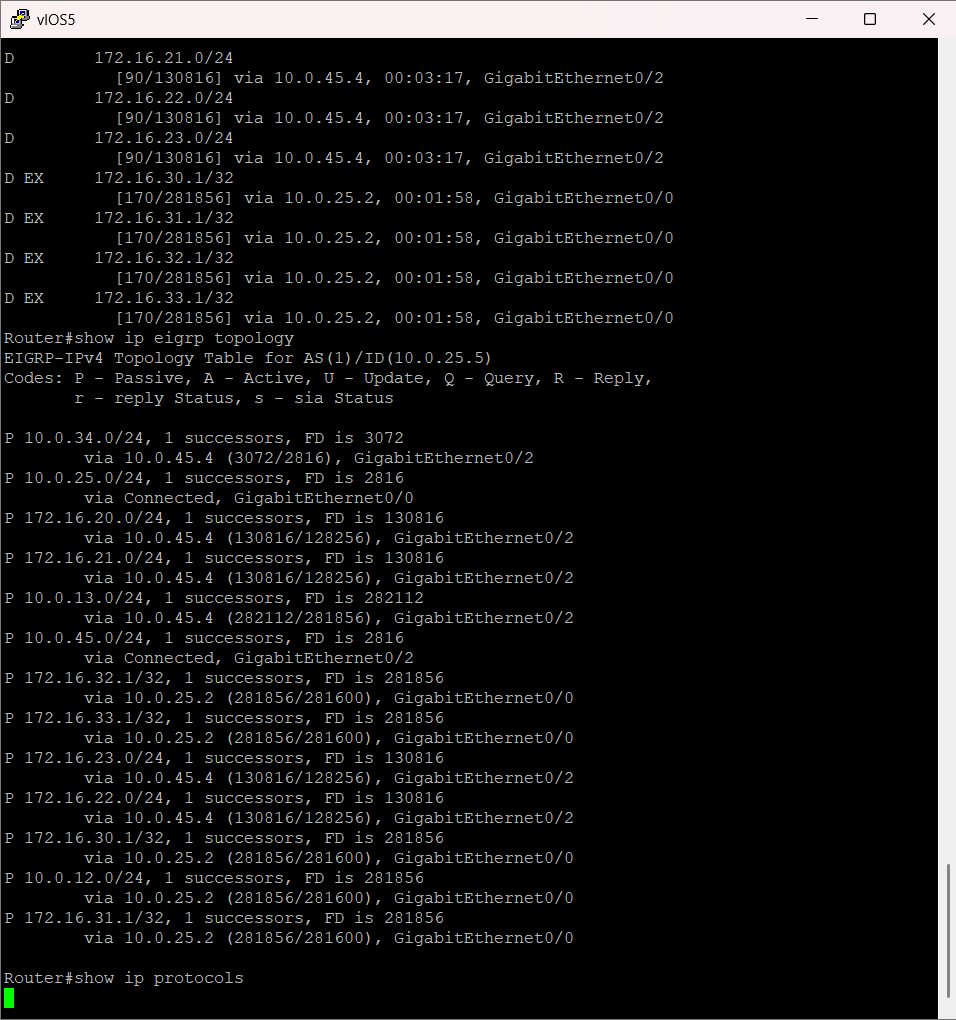 vIOS5
D        172.16.21.0/24
           [90/130816] via 10.0.45.4, 00:03:17, GigabitEthernet0/2
D        172.16.22.0/24
           [90/130816] via 10.0.45.4, 00:03:17, GigabitEthernet0/2
D        172.16.23.0/24
           [90/130816] via 10.0.45.4, 00:03:17, GigabitEthernet0/2
D EX     172.16.30.1/32
           [170/281856] via 10.0.25.2, 00:01:58, GigabitEthernet0/0
D EX     172.16.31.1/32
           [170/281856] via 10.0.25.2, 00:01:58, GigabitEthernet0/0
D EX     172.16.32.1/32
           [170/281856] via 10.0.25.2, 00:01:58, GigabitEthernet0/0
D EX     172.16.33.1/32
           [170/281856] via 10.0.25.2, 00:01:58, GigabitEthernet0/0
Router#show ip eigrp topology
EIGRP-IPv4 Topology Table for AS(1)/ID(10.0.25.5)
Codes: P - Passive, A - Active, U - Update, Q - Query, R - Reply,
       r - reply Status, s - sia Status

P 10.0.34.0/24, 1 successors, FD is 3072
        via 10.0.45.4 (3072/2816), GigabitEthernet0/2
P 10.0.25.0/24, 1 successors, FD is 2816
        via Connected, GigabitEthernet0/0
P 172.16.20.0/24, 1 successors, FD is 130816
        via 10.0.45.4 (130816/128256), GigabitEthernet0/2
P 172.16.21.0/24, 1 successors, FD is 130816
        via 10.0.45.4 (130816/128256), GigabitEthernet0/2
P 10.0.13.0/24, 1 successors, FD is 282112
        via 10.0.45.4 (282112/281856), GigabitEthernet0/2
P 10.0.45.0/24, 1 successors, FD is 2816
        via Connected, GigabitEthernet0/2
P 172.16.32.1/32, 1 successors, FD is 281856
        via 10.0.25.2 (281856/281600), GigabitEthernet0/0
P 172.16.33.1/32, 1 successors, FD is 281856
        via 10.0.25.2 (281856/281600), GigabitEthernet0/0
P 172.16.23.0/24, 1 successors, FD is 130816
        via 10.0.45.4 (130816/128256), GigabitEthernet0/2
P 172.16.22.0/24, 1 successors, FD is 130816
        via 10.0.45.4 (130816/128256), GigabitEthernet0/2
P 172.16.30.1/32, 1 successors, FD is 281856
        via 10.0.25.2 (281856/281600), GigabitEthernet0/0
P 10.0.12.0/24, 1 successors, FD is 281856
        via 10.0.25.2 (281856/281600), GigabitEthernet0/0
P 172.16.31.1/32, 1 successors, FD is 281856
        via 10.0.25.2 (281856/281600), GigabitEthernet0/0

Router#show ip protocols